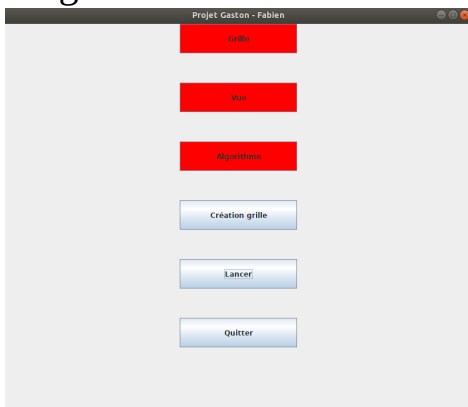 Projet Gaston - Fabien
Grille
Vue
Algorithme
Création grille
Lancer
Quitter